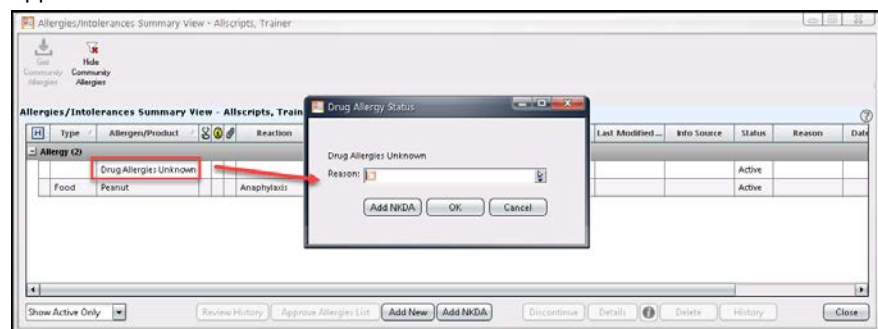 Allergies/Intolerances Summary View - Allscripts, Trainer
Get Community Allergies
Hide Community Allergies
Allergies/Intolerances Summary View - Allscripts, Train
H Type Allergen/Product Reaction Last Modified... Info Source Status Reason Date
Allergy (2)
Drug Allergies Unknown Active
Food Peanut Anaphylaxis Active
Drug Allergy Status
Drug Allergies Unknown
Reason:
Add NKDA OK Cancel
Show Active Only Review History Approve Allergies List Add New Add NKDA Discontinue Details Delete History Close